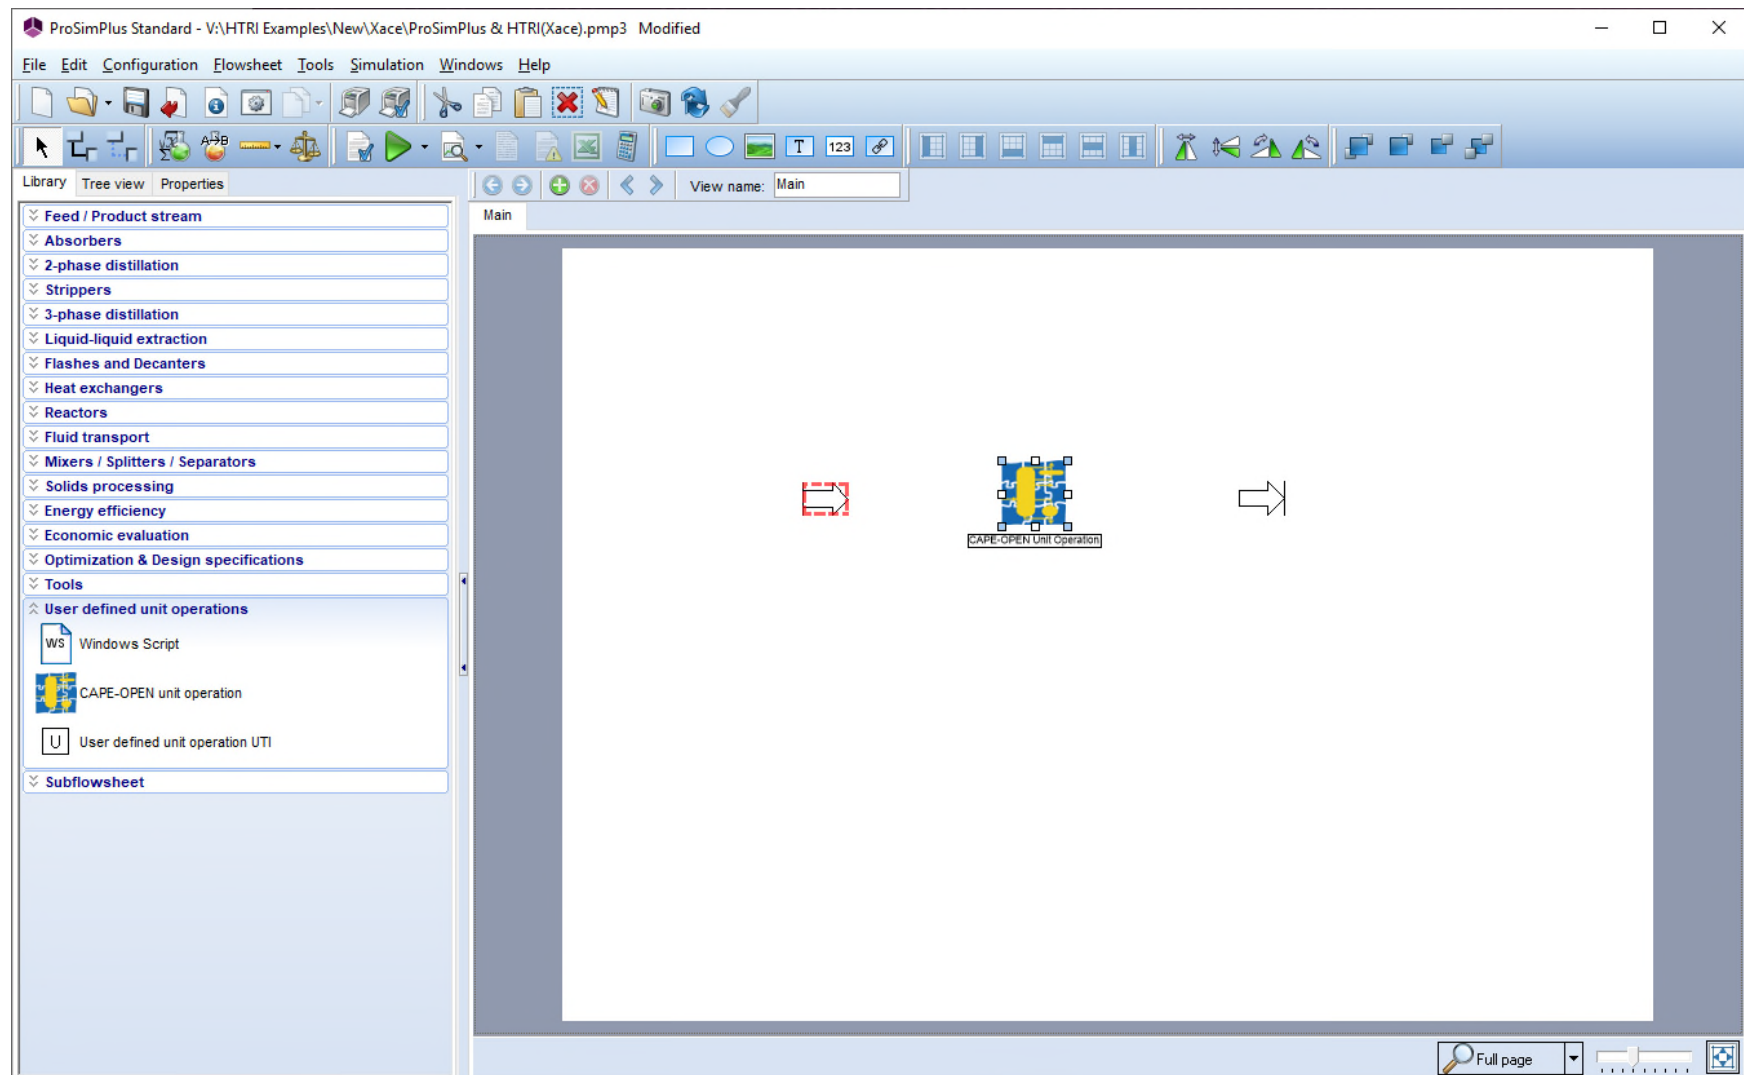 ProSimPlus Standard - V:\HTRI Examples\New\Xace\ProSimPlus & HTRI(Xace).pmp3 Modified
File Edit Configuration Flowsheet Tools Simulation Windows Help
A B
T 123
Library Tree view Properties
View name: Main
Main
Feed / Product stream
Absorbers
2-phase distillation
Strippers
3-phase distillation
Liquid-liquid extraction
Flashes and Decanters
Heat exchangers
Reactors
Fluid transport
Mixers / Splitters / Separators
Solids processing
Energy efficiency
Economic evaluation
Optimization & Design specifications
Tools
User defined unit operations
WS Windows Script
CAPE-OPEN unit operation
U User defined unit operation UTI
Subflowsheet
CAPE-OPEN Unit Operation
Full page